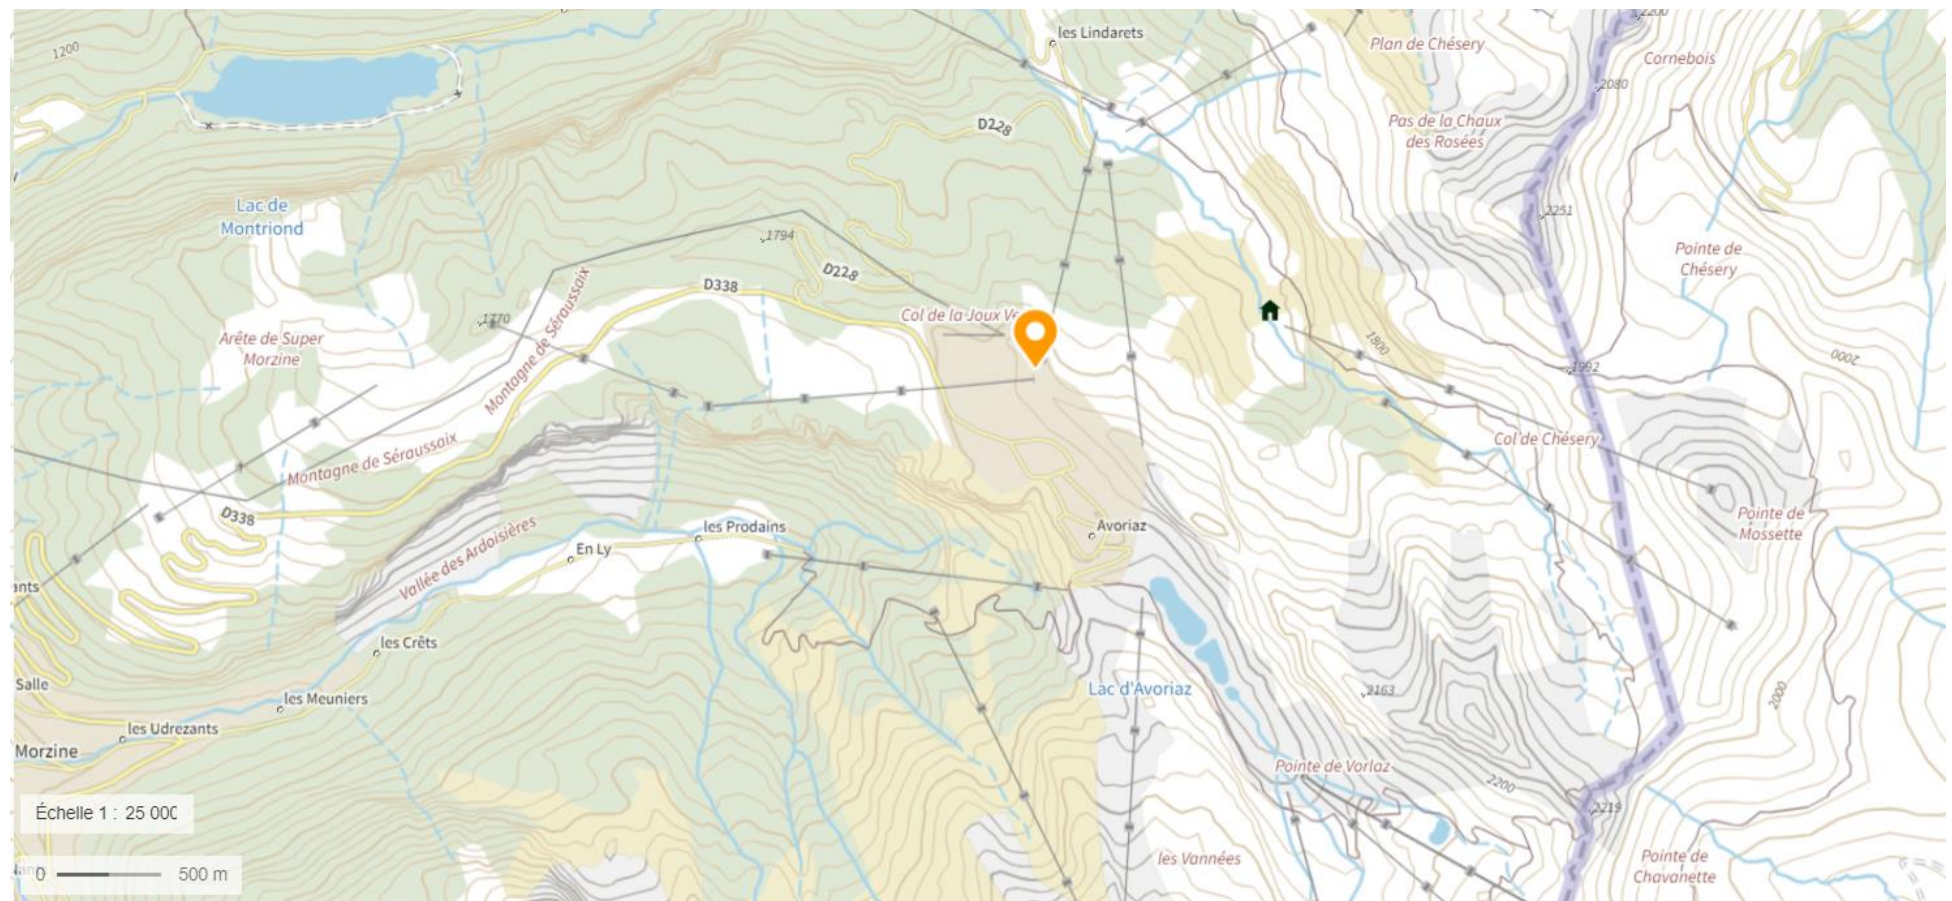 2200
les Lindarets
Plan de Chésery
1200
Cornebois
2080
D228
Pas de la Chaux
des Rosées
Lac de
Montriond
2251
1794
Pointe de
Chésery
D228
D338
Montagne de Séraussaix
Col de la Joux Ve
1770
Arête de Super
Morzine
1800
2000
1992
Montagne de Séraussaix
Col de Chésery
D338
Pointe de
Mossette
les Prodains
Avoriaz
En Ly
Vallée des Ardoisières
ants
les Crêts
Salle
Lac d'Avoriaz
2163
2000
les Meuniers
les Udrezants
Morzine
Pointe de Vorlaz
2200
2219
Échelle 1 : 25 000
les Vannées
Pointe de
Chavanette
0 500 m